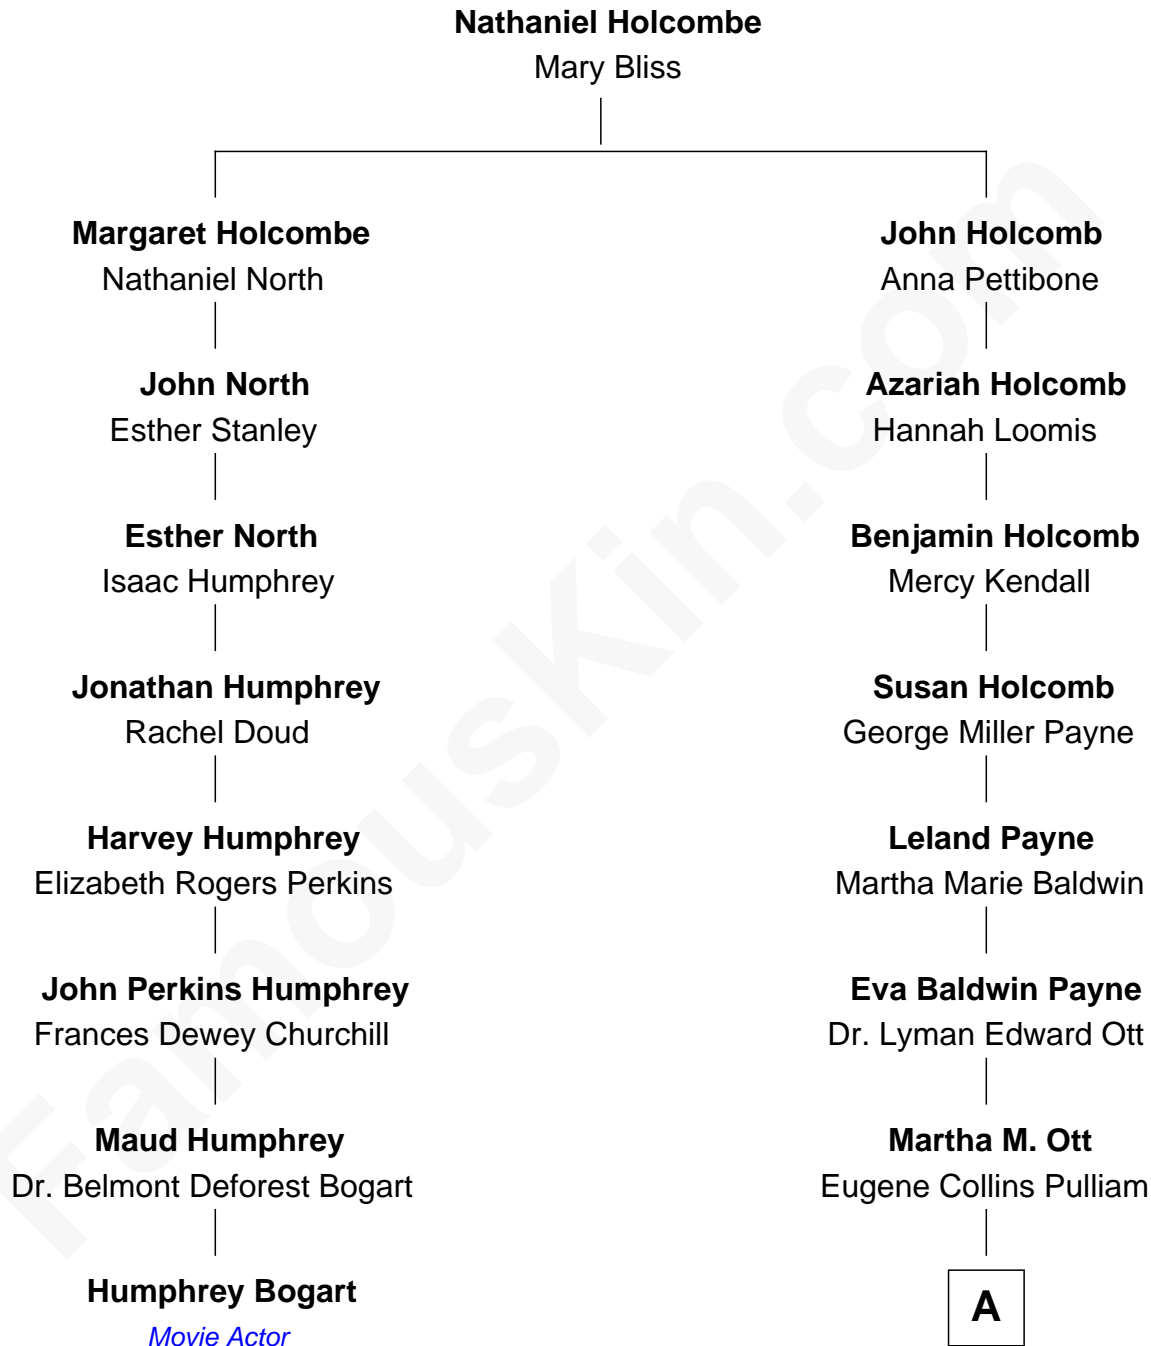 Nathaniel Holcombe
Mary Bliss
Margaret Holcombe
Nathaniel North
John Holcomb
Anna Pettibone
John North
Esther Stanley
Azariah Holcomb
Hannah Loomis
Esther North
Isaac Humphrey
Benjamin Holcomb
Mercy Kendall
Jonathan Humphrey
Rachel Doud
Susan Holcomb
George Miller Payne
Harvey Humphrey
Elizabeth Rogers Perkins
Leland Payne
Martha Marie Baldwin
John Perkins Humphrey
Frances Dewey Churchill
Eva Baldwin Payne
Dr. Lyman Edward Ott
Maud Humphrey
Dr. Belmont Deforest Bogart
Martha M. Ott
Eugene Collins Pulliam
Humphrey Bogart
Movie Actor
A
FamousKin.com